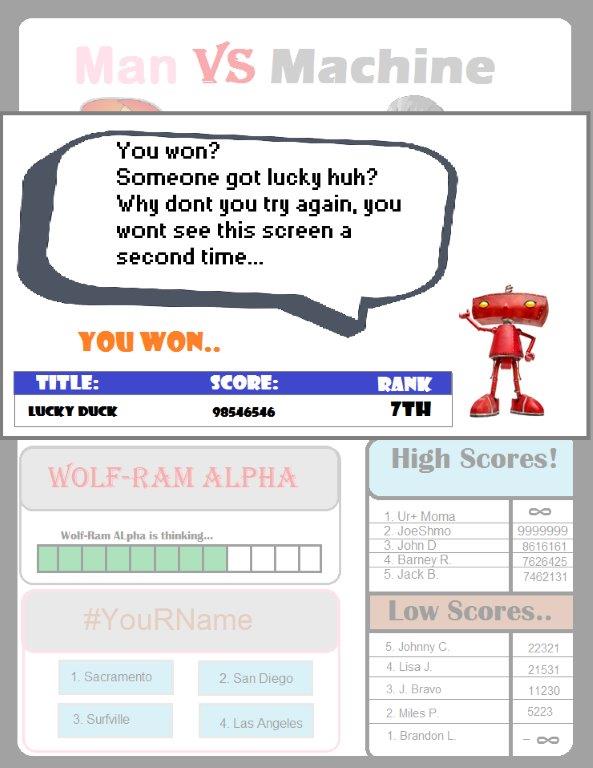 Man VS Machine
You won?
Someone got lucky huh?
Why dont you try again, you
wont see this screen a
second time...
YOU WON..
TITLE: SCORE: RANK
LUCKY DUCK 98546546 7TH
WOLF-RAM ALPHA
Wolf-Ram ALpha is thinking...
#YouRName
1. Sacramento 2. San Diego
3. Surfville 4. Las Angeles
High Scores!
1. Ur+ Moma ∞
2. JoeShmo 9999999
3. John D 8616161
4. Barney R. 7626425
5. Jack B. 7462131
Low Scores..
5. Johnny C. 22321
4. Lisa J. 21531
3. J. Bravo 11230
2. Miles P. 5223
1. Brandon L. – ∞